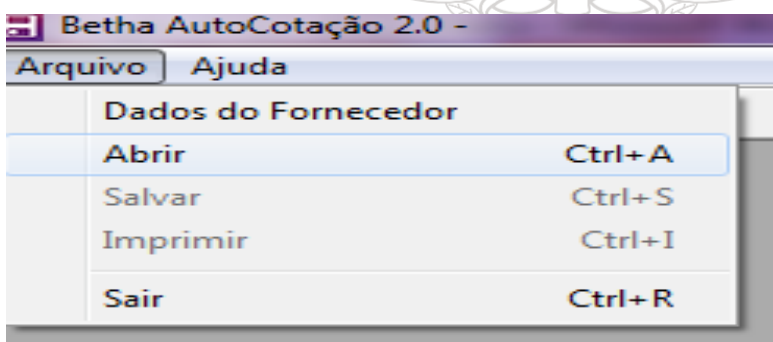 Betha AutoCotação 2.0 -
Arquivo Ajuda
Dados do Fornecedor
Abrir Ctrl+A
Salvar Ctrl+S
Imprimir Ctrl+I
Sair Ctrl+R